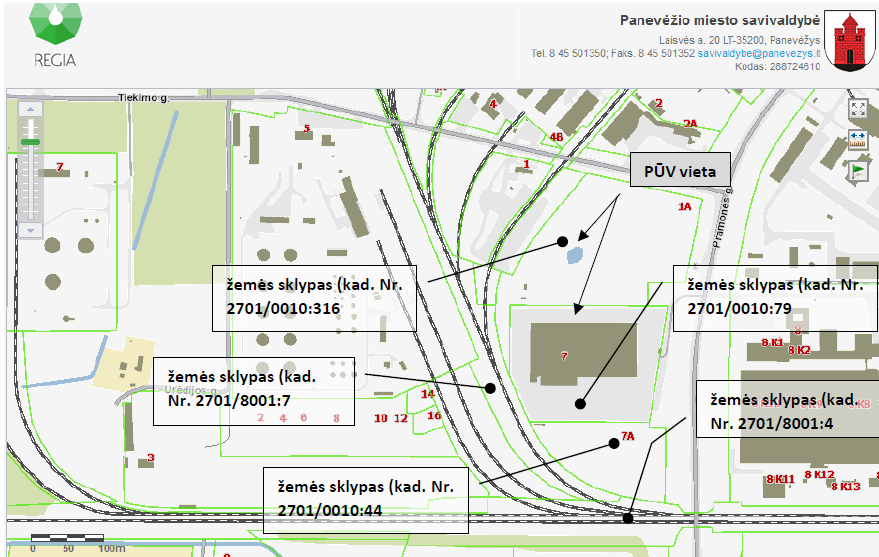 REGIA
Panevėžio miesto savivaldybė
Laisvės a. 20 LT-35200, Panevėžys
Tel. 8 45 501350; Faks. 8 45 501352 savivaldybe@panevezys.lt
Kodas: 288724610
Tiekimo g.
4
2
2A
5
4B
7
1
PŪV vieta
1A
Pramonės g.
žemės sklypas (kad. Nr.
2701/0010:316
žemės sklypas (kad. Nr.
2701/0010:79
8
8 K1
8 K2
7
žemės sklypas (kad.
Nr. 2701/8001:7
Urėdijos g.
14
2 4 6 8 10 12 16
žemės sklypas (kad.
Nr. 2701/8001:4
7A
3
žemės sklypas (kad. Nr.
2701/0010:44
8 K11
8 K12
8 K13
0 50 100m